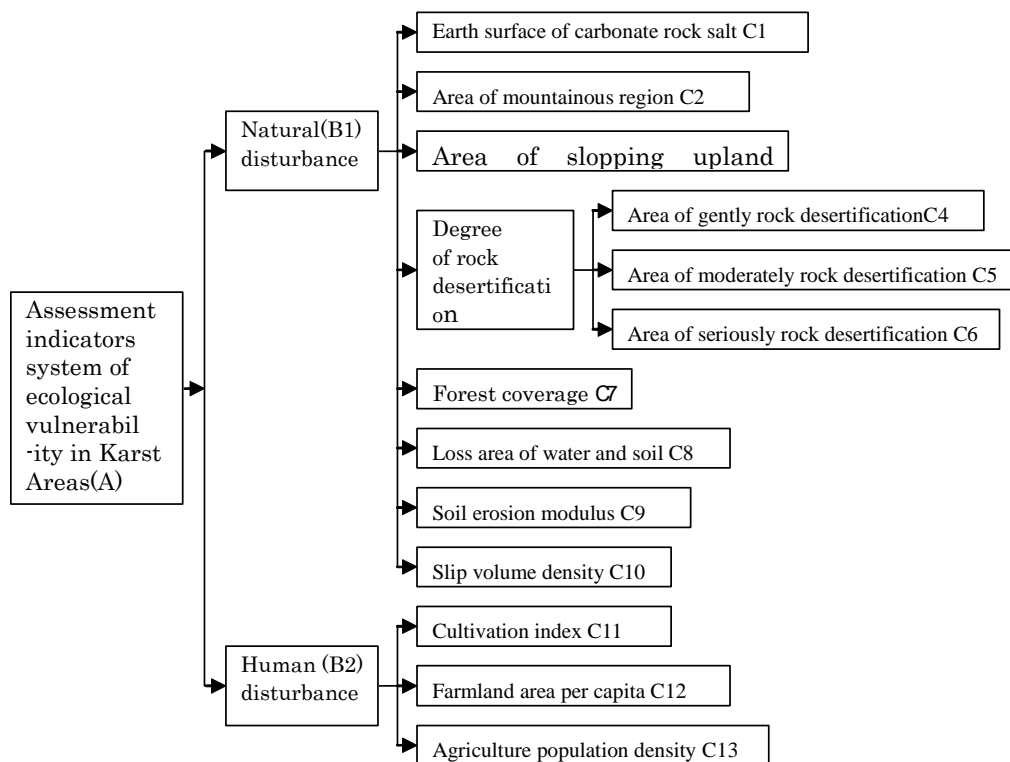 Earth surface of carbonate rock salt C1
Area of mountainous region C2
Natural(B1)
disturbance
Area of slopping upland
Area of gently rock desertificationC4
Degree
of rock
desertificati
on
Area of moderately rock desertification C5
Area of seriously rock desertification C6
Assessment
indicators
system of
ecological
vulnerabil
-ity in Karst
Areas(A)
Forest coverage C7
Loss area of water and soil C8
Soil erosion modulus C9
Slip volume density C10
Cultivation index C11
Human (B2)
disturbance
Farmland area per capita C12
Agriculture population density C13